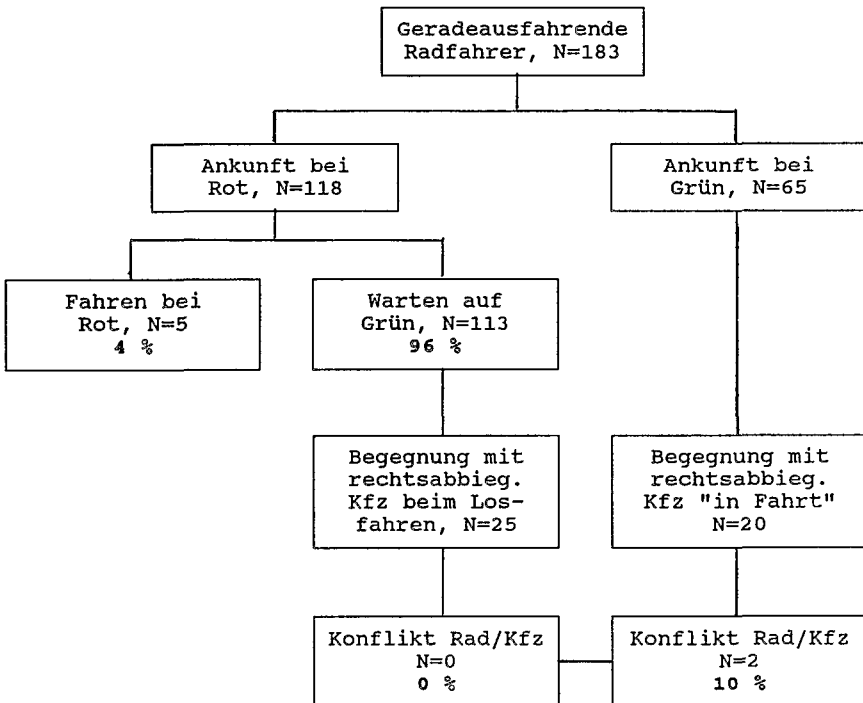 Geradeausfahrende
Radfahrer, N=183
Ankunft bei
Rot, N=118
Ankunft bei
Grün, N=65
Fahren bei
Rot, N=5
4 %
Warten auf
Grün, N=113
96 %
Begegnung mit
rechtsabbieg.
Kfz beim Los-
fahren, N=25
Begegnung mit
rechtsabbieg.
Kfz "in Fahrt"
N=20
Konflikt Rad/Kfz
N=0
0 %
Konflikt Rad/Kfz
N=2
10 %